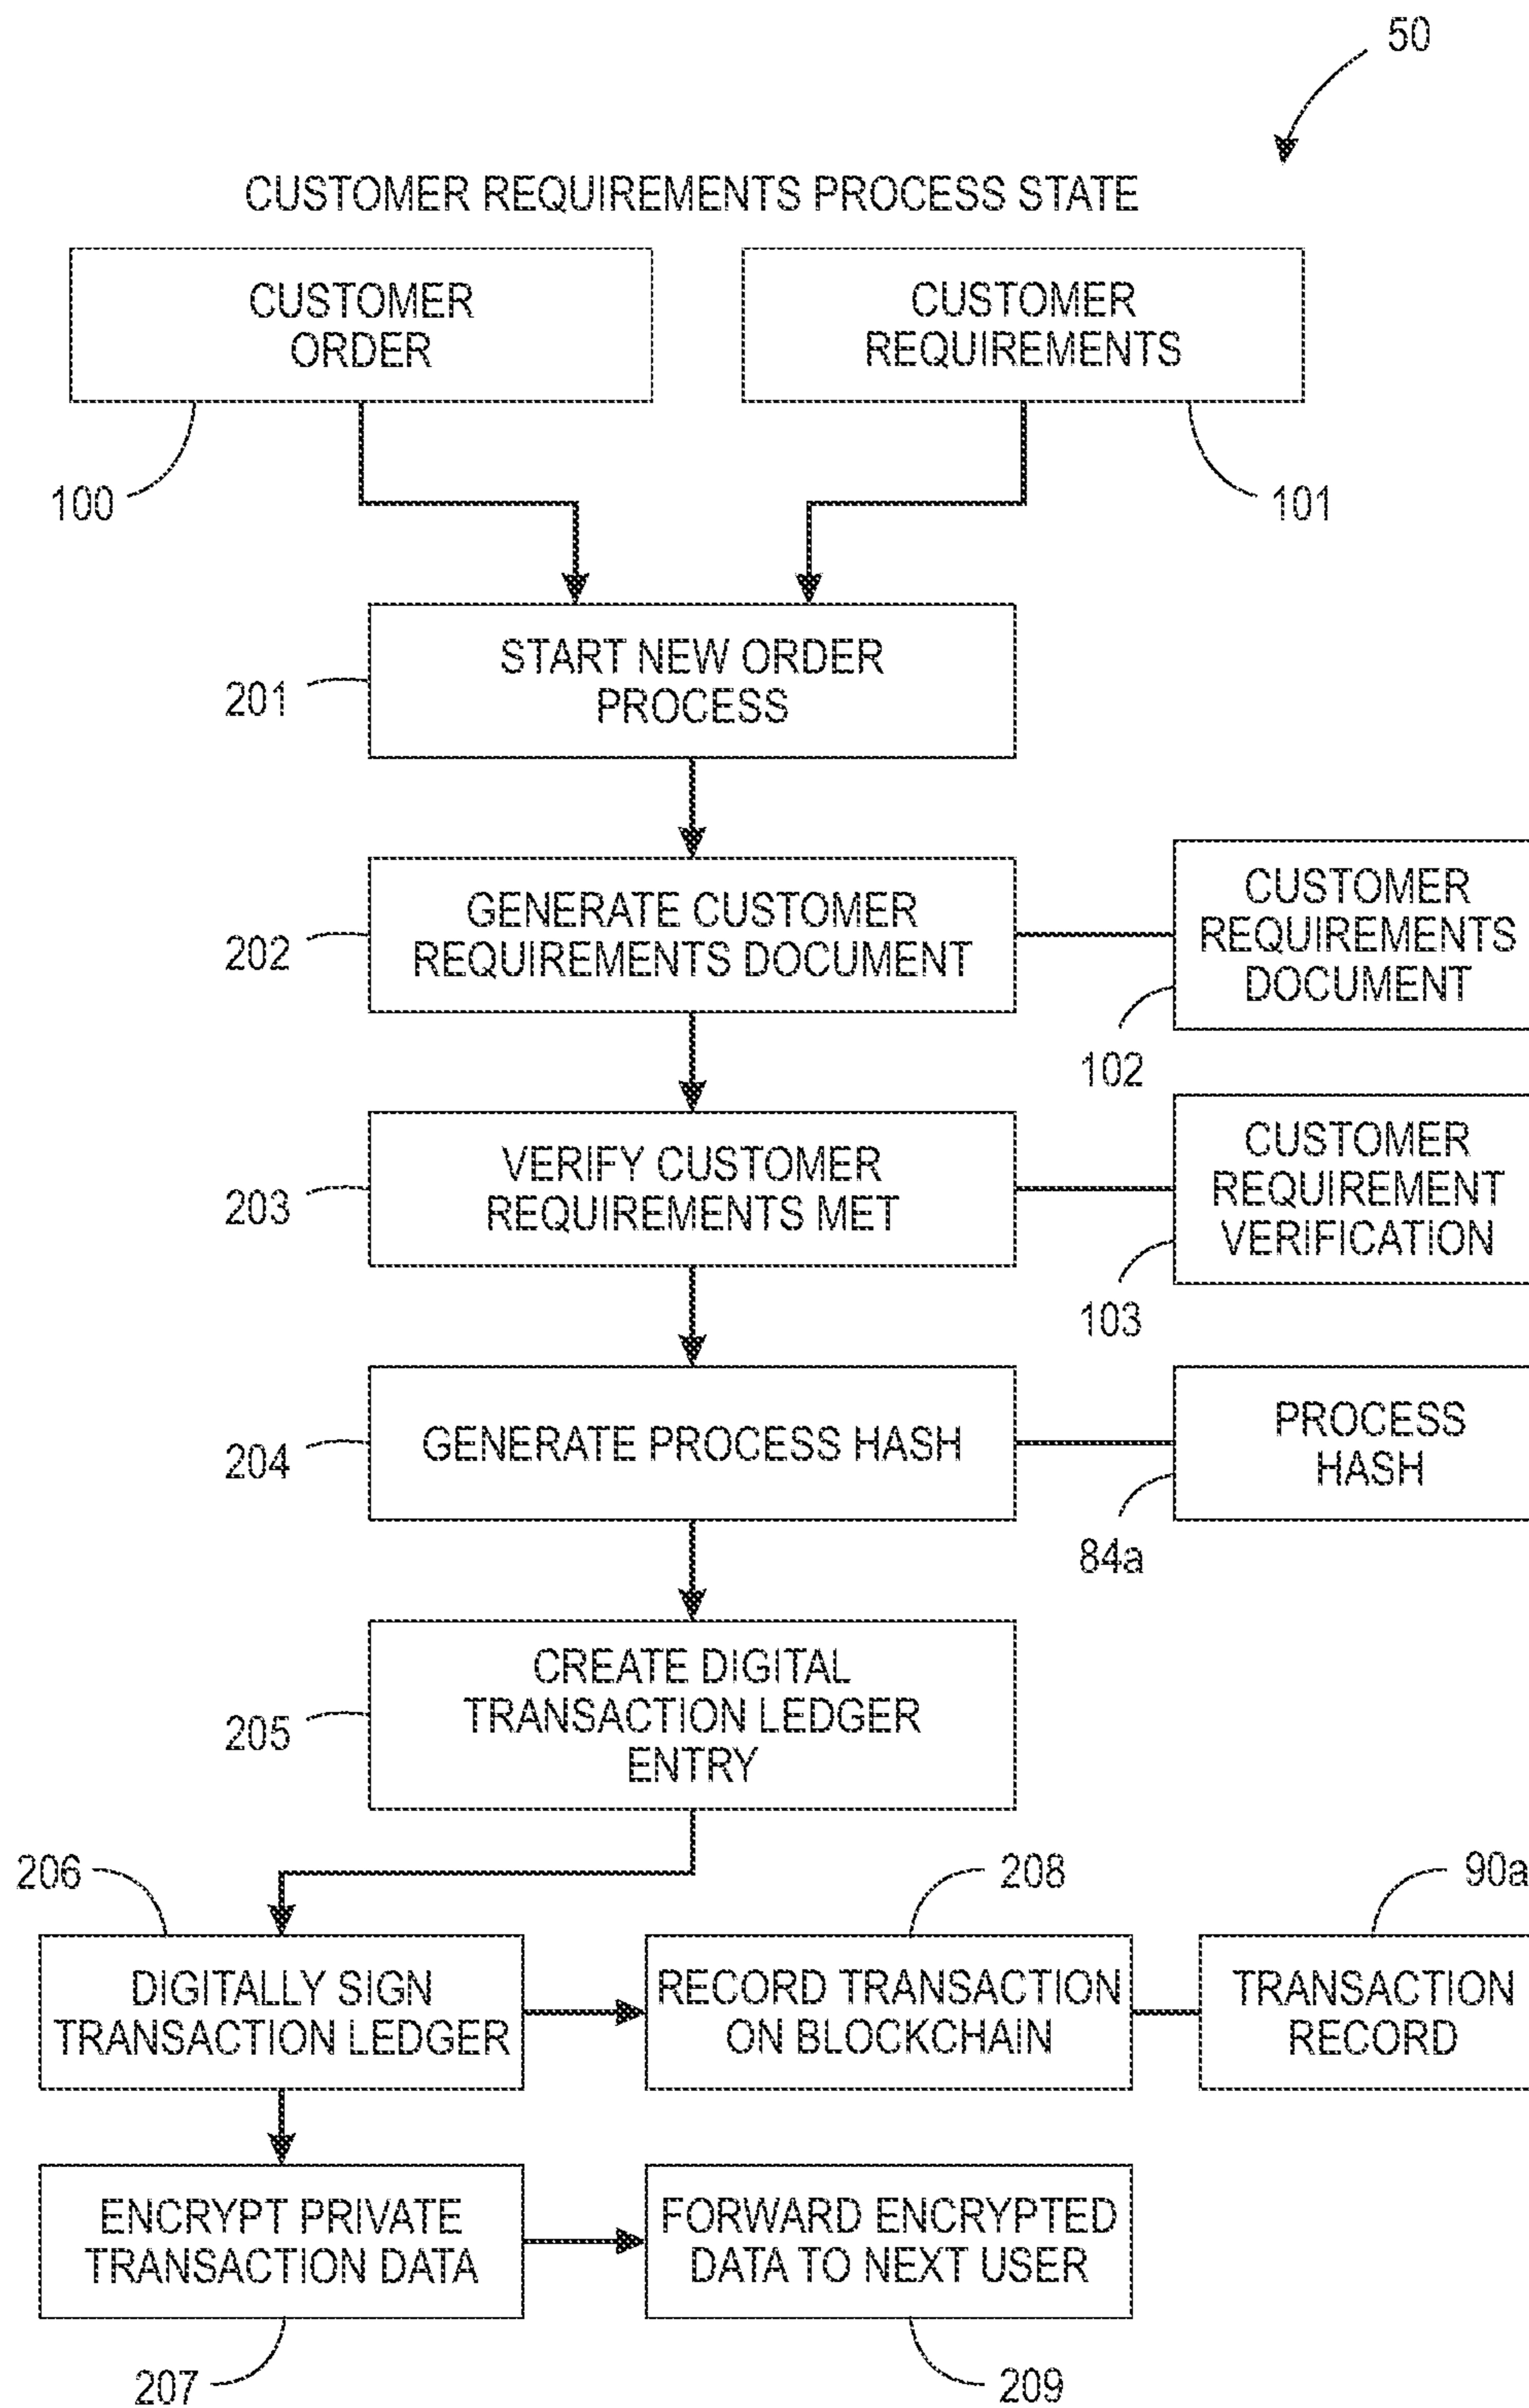 50
CUSTOMER REQUIREMENTS PROCESS STATE
CUSTOMER
ORDER
CUSTOMER
REQUIREMENTS
100
101
START NEW ORDER
PROCESS
201
GENERATE CUSTOMER
REQUIREMENTS DOCUMENT
202
CUSTOMER
REQUIREMENTS
DOCUMENT
102
VERIFY CUSTOMER
REQUIREMENTS MET
203
CUSTOMER
REQUIREMENT
VERIFICATION
103
GENERATE PROCESS HASH
204
PROCESS
HASH
84a
CREATE DIGITAL
TRANSACTION LEDGER
ENTRY
205
206
208
90a
DIGITALLY SIGN
TRANSACTION LEDGER
RECORD TRANSACTION
ON BLOCKCHAIN
TRANSACTION
RECORD
ENCRYPT PRIVATE
TRANSACTION DATA
FORWARD ENCRYPTED
DATA TO NEXT USER
207
209